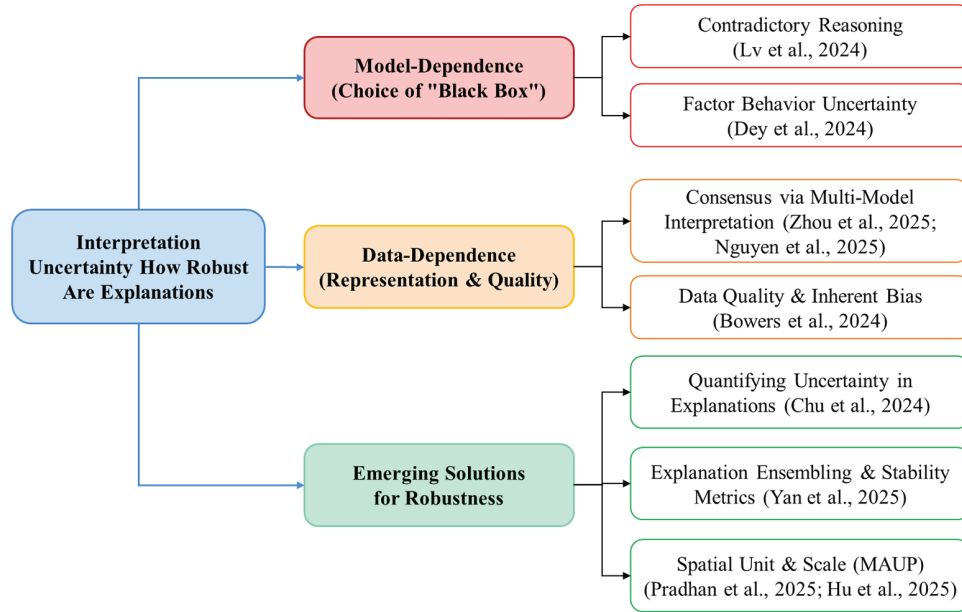 Interpretation
Uncertainty How Robust
Are Explanations
Model-Dependence
(Choice of "Black Box")
Contradictory Reasoning
(Lv et al., 2024)
Factor Behavior Uncertainty
(Dey et al., 2024)
Data-Dependence
(Representation & Quality)
Consensus via Multi-Model
Interpretation (Zhou et al., 2025;
Nguyen et al., 2025)
Data Quality & Inherent Bias
(Bowers et al., 2024)
Emerging Solutions
for Robustness
Quantifying Uncertainty in
Explanations (Chu et al., 2024)
Explanation Ensembling & Stability
Metrics (Yan et al., 2025)
Spatial Unit & Scale (MAUP)
(Pradhan et al., 2025; Hu et al., 2025)